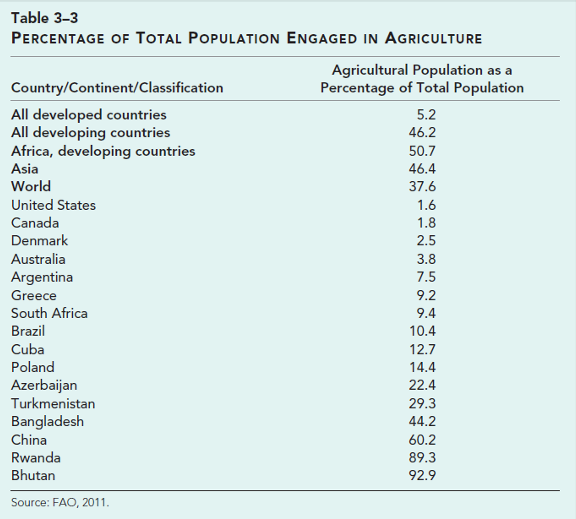 Table 3–3
PERCENTAGE OF TOTAL POPULATION ENGAGED IN AGRICULTURE
Agricultural Population as a
Country/Continent/Classification Percentage of Total Population
All developed countries 5.2
All developing countries 46.2
Africa, developing countries 50.7
Asia 46.4
World 37.6
United States 1.6
Canada 1.8
Denmark 2.5
Australia 3.8
Argentina 7.5
Greece 9.2
South Africa 9.4
Brazil 10.4
Cuba 12.7
Poland 14.4
Azerbaijan 22.4
Turkmenistan 29.3
Bangladesh 44.2
China 60.2
Rwanda 89.3
Bhutan 92.9
Source: FAO, 2011.